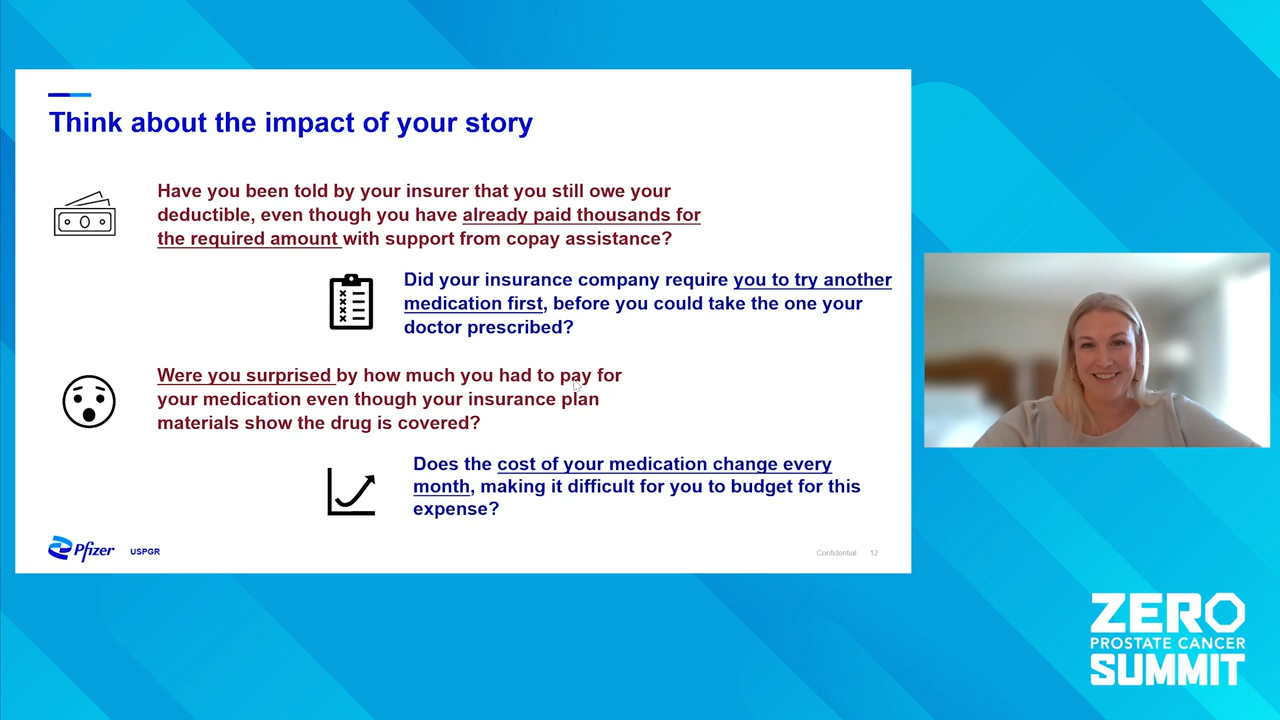 Think about the impact of your story
Have you been told by your insurer that you still owe your
deductible, even though you have already paid thousands for
the required amount with support from copay assistance?
Did your insurance company require you to try another
medication first, before you could take the one your
doctor prescribed?
Were you surprised by how much you had to pay for
your medication even though your insurance plan
materials show the drug is covered?
Does the cost of your medication change every
month, making it difficult for you to budget for this
expense?
Pfizer USPGR
Confidential 12
ZERO
PROSTATE CANCER
SUMMIT